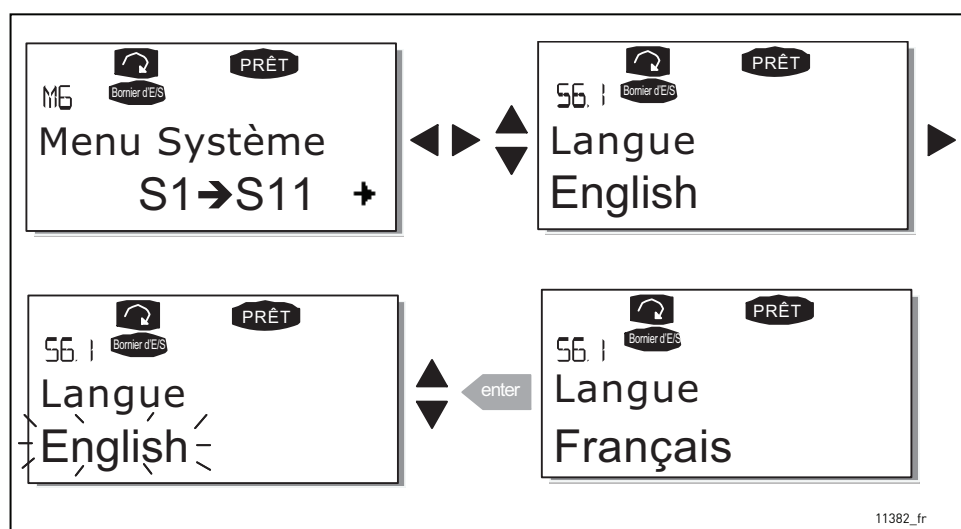 PRÊT
M6 Bornier d'E/S
Menu Système
S1➔S11
PRÊT
S6.1 Bornier d'E/S
Langue
English
PRÊT
S6.1 Bornier d'E/S
Langue
English
enter
PRÊT
S6.1 Bornier d'E/S
Langue
Français
11382_fr